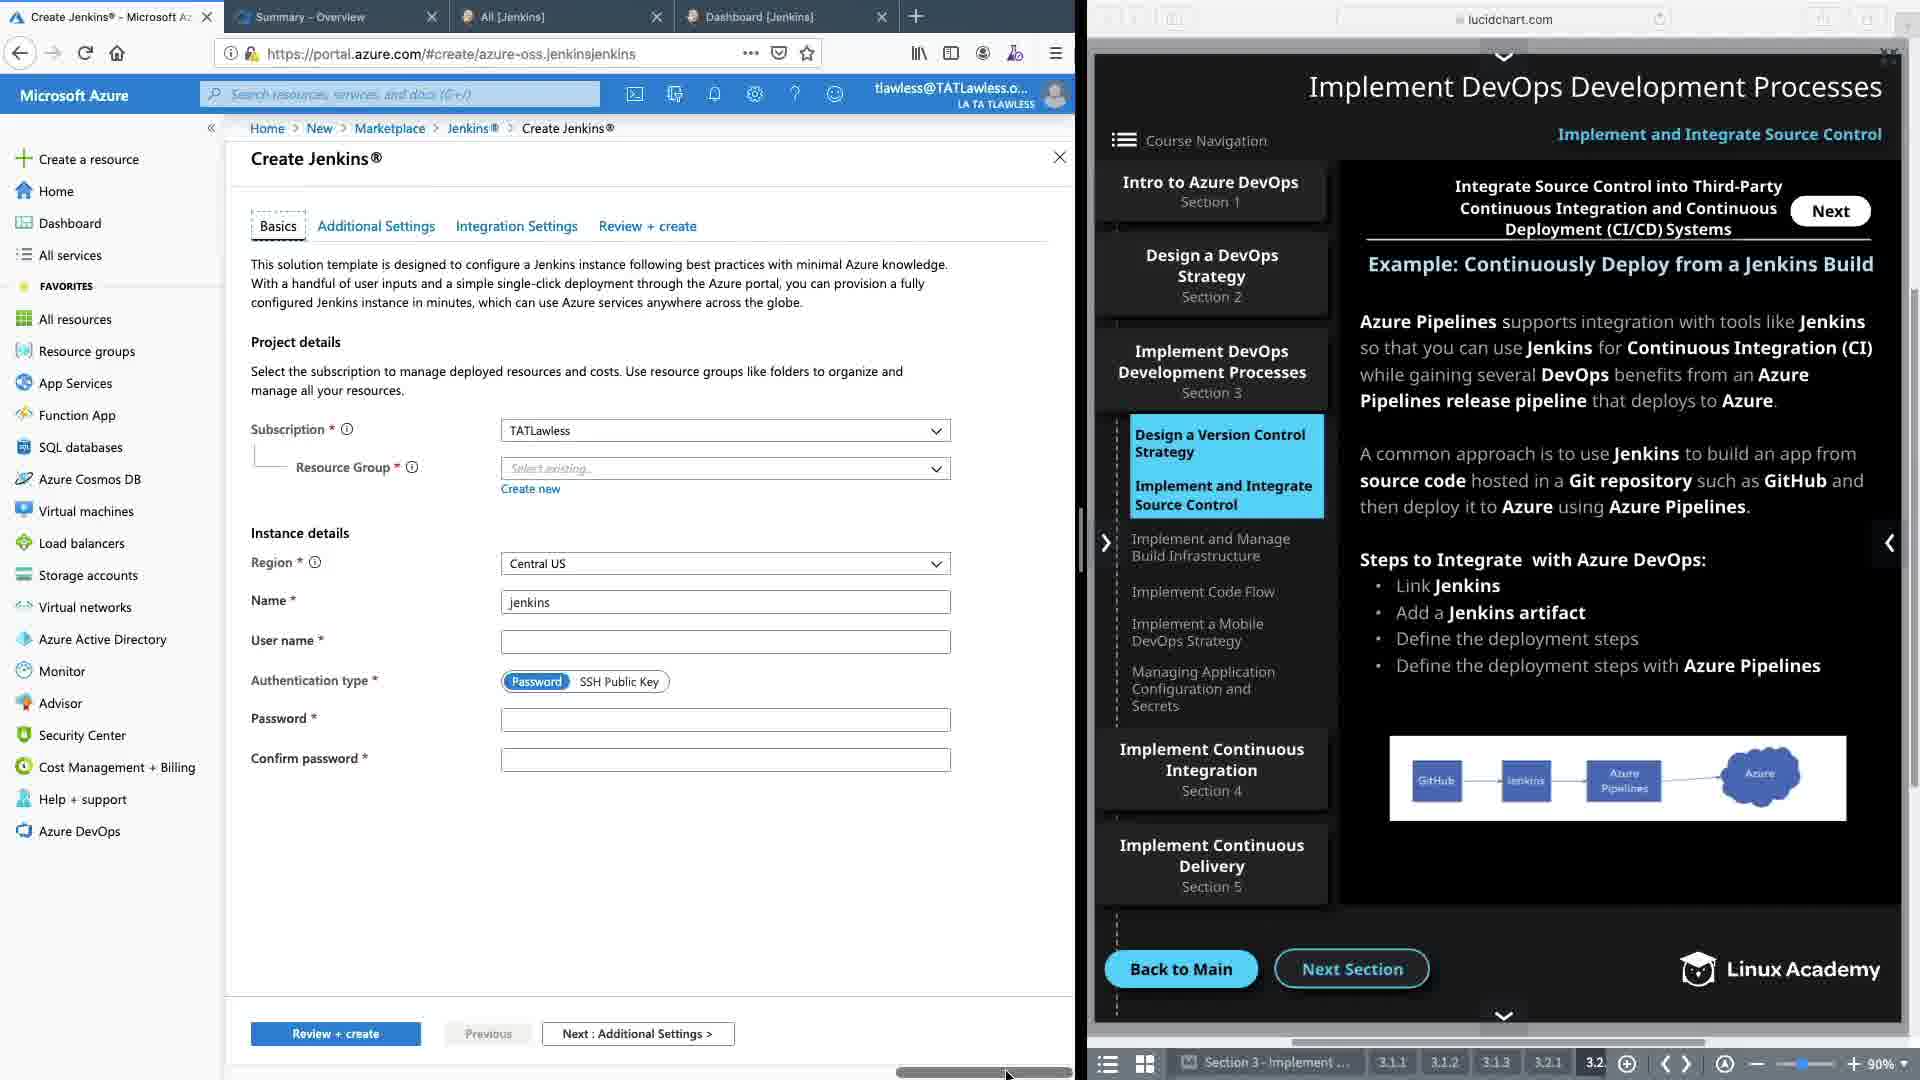 Create Jenkins® - Microsoft Az
Summary - Overview
All [Jenkins]
Dashboard [Jenkins]
https://portal.azure.com/#create/azure-oss.jenkinsjenkins
Microsoft Azure
Search resources, services, and docs (G+/)
tlawless@TATLawless.o...
LA TA TLAWLESS
Home > New > Marketplace > Jenkins® > Create Jenkins®
Create a resource
Home
Dashboard
All services
FAVORITES
All resources
Resource groups
App Services
Function App
SQL databases
Azure Cosmos DB
Virtual machines
Load balancers
Storage accounts
Virtual networks
Azure Active Directory
Monitor
Advisor
Security Center
Cost Management + Billing
Help + support
Azure DevOps
Create Jenkins®
Basics
Additional Settings
Integration Settings
Review + create
This solution template is designed to configure a Jenkins instance following best practices with minimal Azure knowledge.
With a handful of user inputs and a simple single-click deployment through the Azure portal, you can provision a fully
configured Jenkins instance in minutes, which can use Azure services anywhere across the globe.
Project details
Select the subscription to manage deployed resources and costs. Use resource groups like folders to organize and
manage all your resources.
Subscription *
TATLawless
Resource Group *
Select existing...
Create new
Instance details
Region *
Central US
Name *
jenkins
User name *
Authentication type *
Password
SSH Public Key
Password *
Confirm password *
Review + create
Previous
Next : Additional Settings >
lucidchart.com
Implement DevOps Development Processes
Course Navigation
Implement and Integrate Source Control
Intro to Azure DevOps
Section 1
Design a DevOps
Strategy
Section 2
Implement DevOps
Development Processes
Section 3
Design a Version Control
Strategy
Implement and Integrate
Source Control
Implement and Manage
Build Infrastructure
Implement Code Flow
Implement a Mobile
DevOps Strategy
Managing Application
Configuration and
Secrets
Implement Continuous
Integration
Section 4
Implement Continuous
Delivery
Section 5
Integrate Source Control into Third-Party
Continuous Integration and Continuous
Deployment (CI/CD) Systems
Next
Example: Continuously Deploy from a Jenkins Build
Azure Pipelines supports integration with tools like Jenkins
so that you can use Jenkins for Continuous Integration (CI)
while gaining several DevOps benefits from an Azure
Pipelines release pipeline that deploys to Azure.
A common approach is to use Jenkins to build an app from
source code hosted in a Git repository such as GitHub and
then deploy it to Azure using Azure Pipelines.
Steps to Integrate with Azure DevOps:
• Link Jenkins
• Add a Jenkins artifact
• Define the deployment steps
• Define the deployment steps with Azure Pipelines
GitHub
Jenkins
Azure
Pipelines
Azure
Back to Main
Next Section
Linux Academy
Section 3 - Implement ...
3.1.1
3.1.2
3.1.3
3.2.1
3.2.
90%